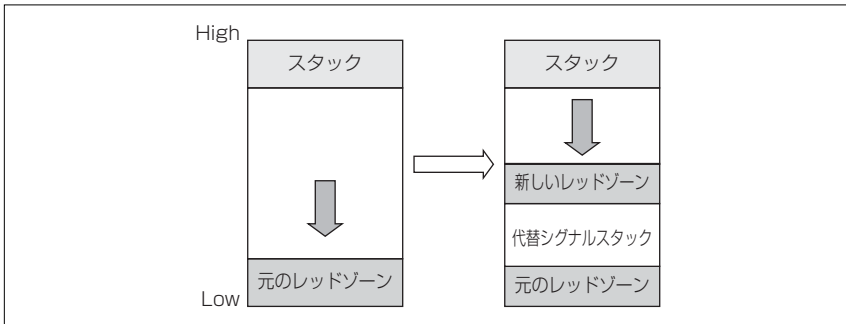 High
スタック
元のレッドゾーン
Low
スタック
新しいレッドゾーン
代替シグナルスタック
元のレッドゾーン